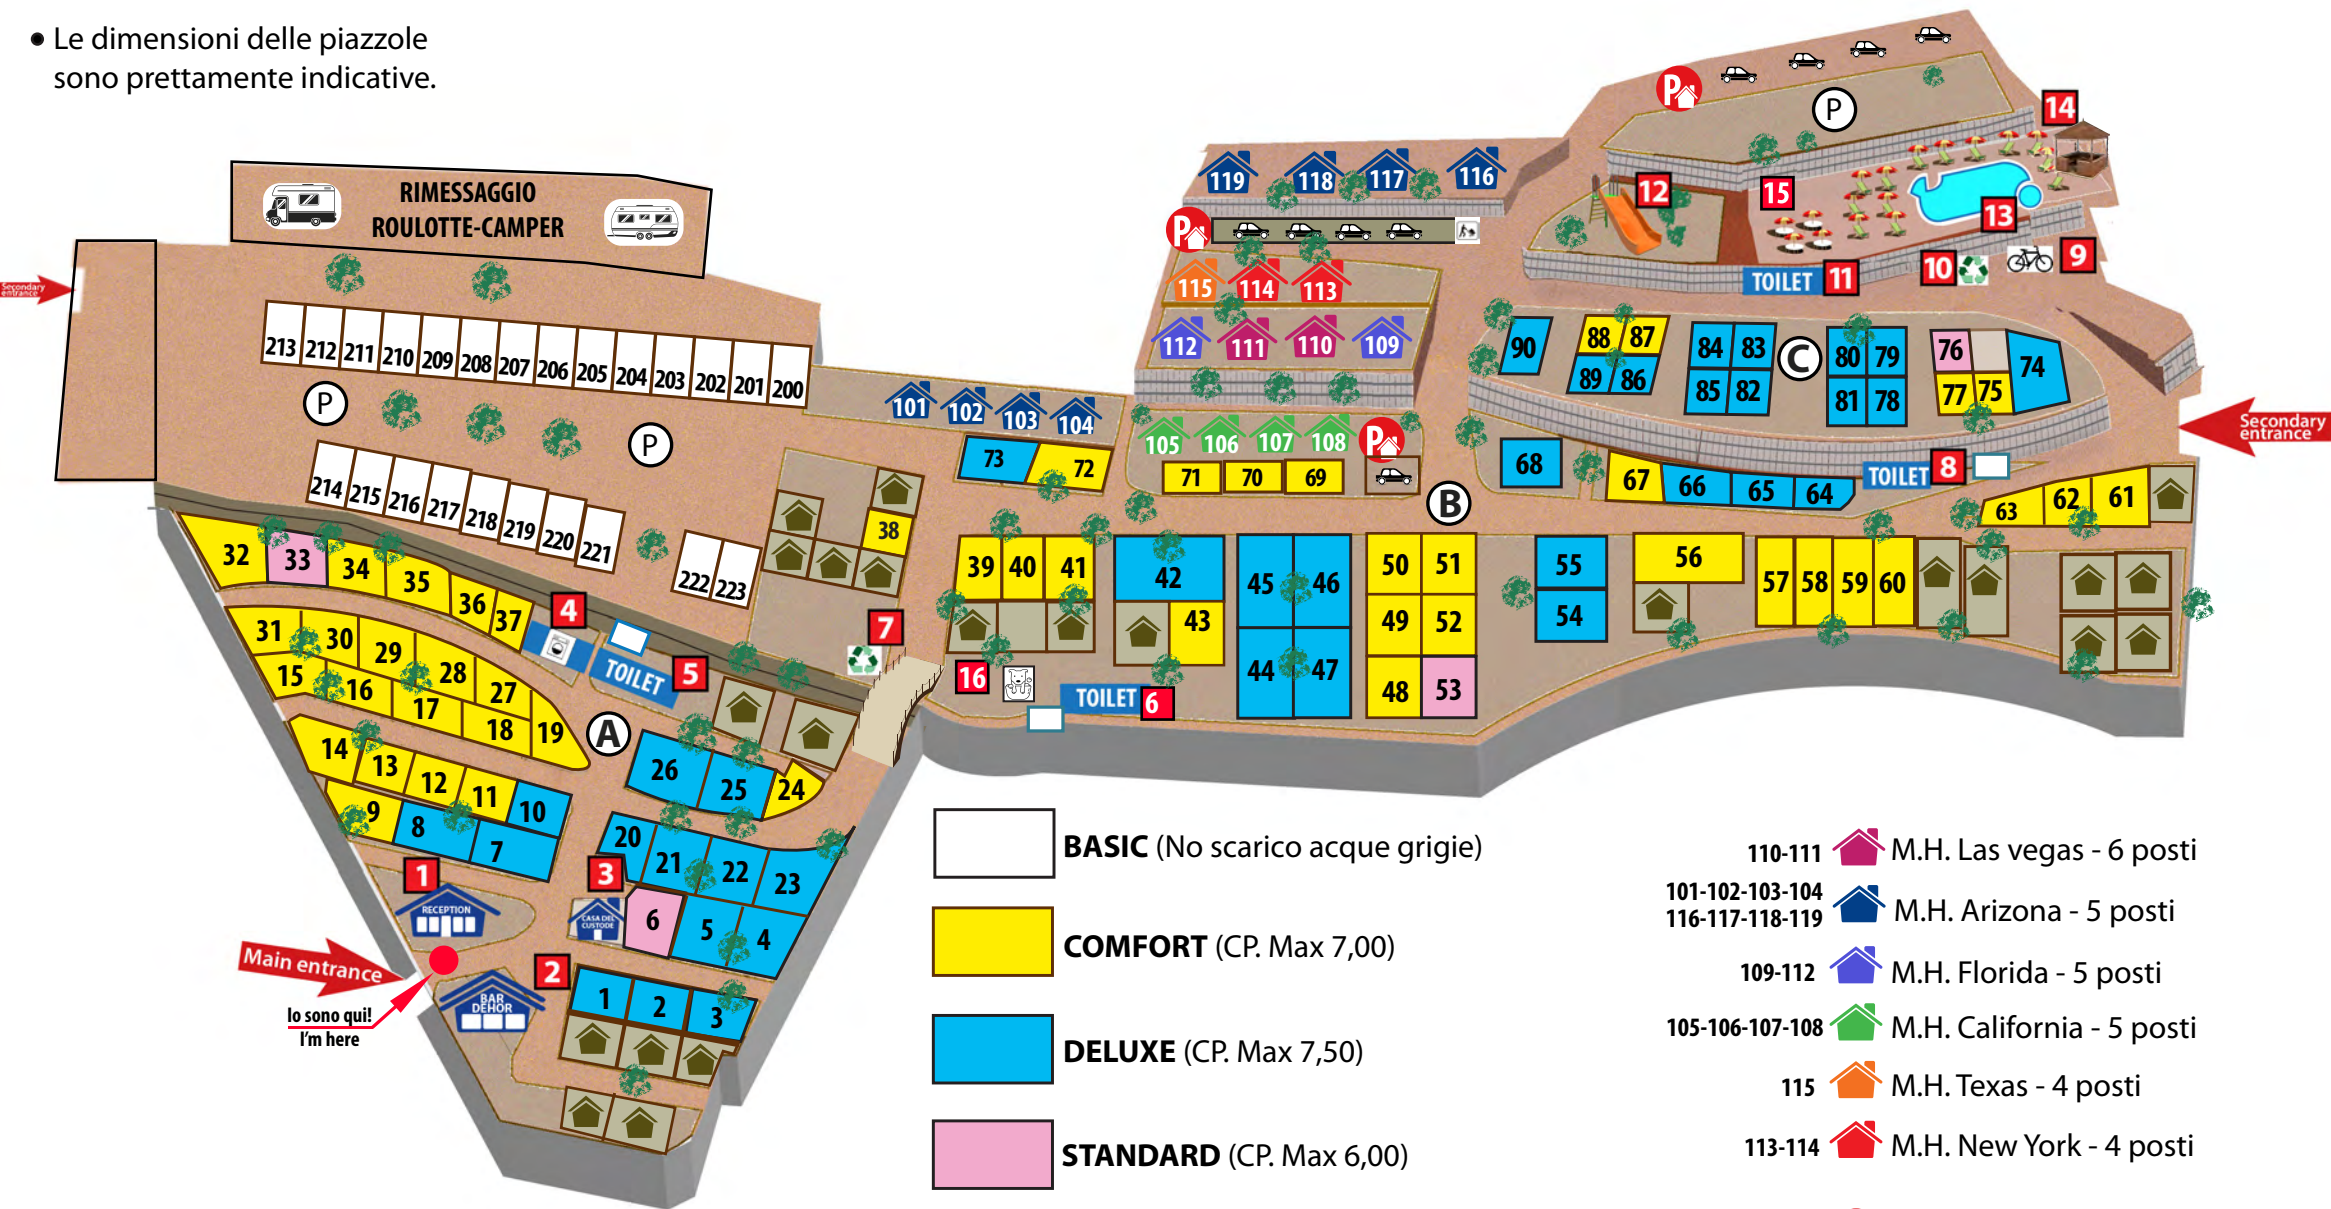 ● Le dimensioni delle piazzole
sono prettamente indicative.
RIMESSAGGIO
ROULOTTE-CAMPER
Secondary
entrance
213 212 211 210 209 208 207 206 205 204 203 202 201 200
P
P
214 215 216 217 218 219 220 221
222 223
101 102 103 104
73 72
38
119 118 117 116
P
115 114 113
112 111 110 109
105 106 107 108
P
71 70 69
B
P
P
14
12
15
13
TOILET 11
10
9
90
88 87
89 86
84 83
85 82
C
80 79
81 78
76
77 75
74
Secondary
entrance
68
67 66 65 64
TOILET 8
63 62 61
32 33 34 35 36 37
4
TOILET 5
7
31 30 29 28 27
15 16 17 18 19
A
14 13 12 11 10
9 8 7
26 25 24
20 21 22 23
6 5 4
3
CASA DEL
CUSTODE
1
RECEPTION
Main entrance
Io sono qui!
I'm here
2
BAR
DEHOR
1 2 3
39 40 41
42
43
16
TOILET 6
45 46
44 47
50 51
49 52
48 53
55
54
56
57 58 59 60
BASIC (No scarico acque grigie)
COMFORT (CP. Max 7,00)
DELUXE (CP. Max 7,50)
STANDARD (CP. Max 6,00)
110-111 M.H. Las vegas - 6 posti
101-102-103-104
116-117-118-119 M.H. Arizona - 5 posti
109-112 M.H. Florida - 5 posti
105-106-107-108 M.H. California - 5 posti
115 M.H. Texas - 4 posti
113-114 M.H. New York - 4 posti